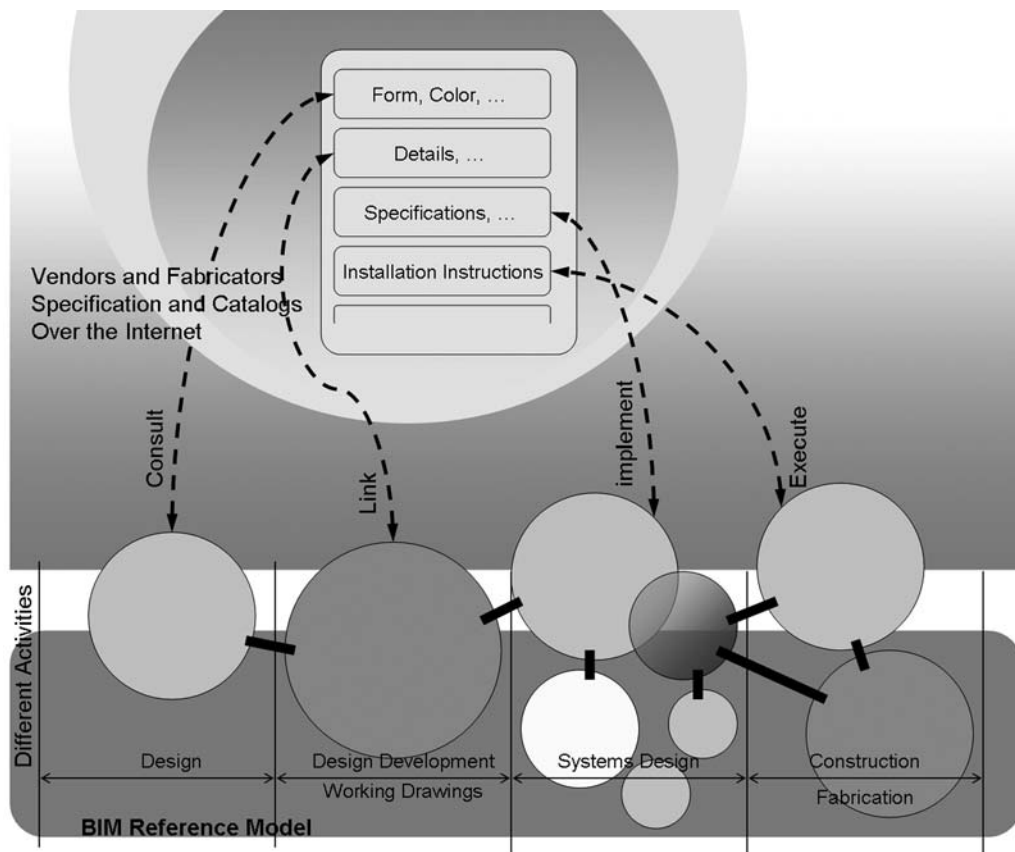 Form, Color, …
Details, …
Specifications, …
Installation Instructions
Vendors and Fabricators
Specification and Catalogs
Over the Internet
Consult
Link
implement
Execute
Different Activities
Design
Design Development
Working Drawings
Systems Design
Construction
Fabrication
BIM Reference Model